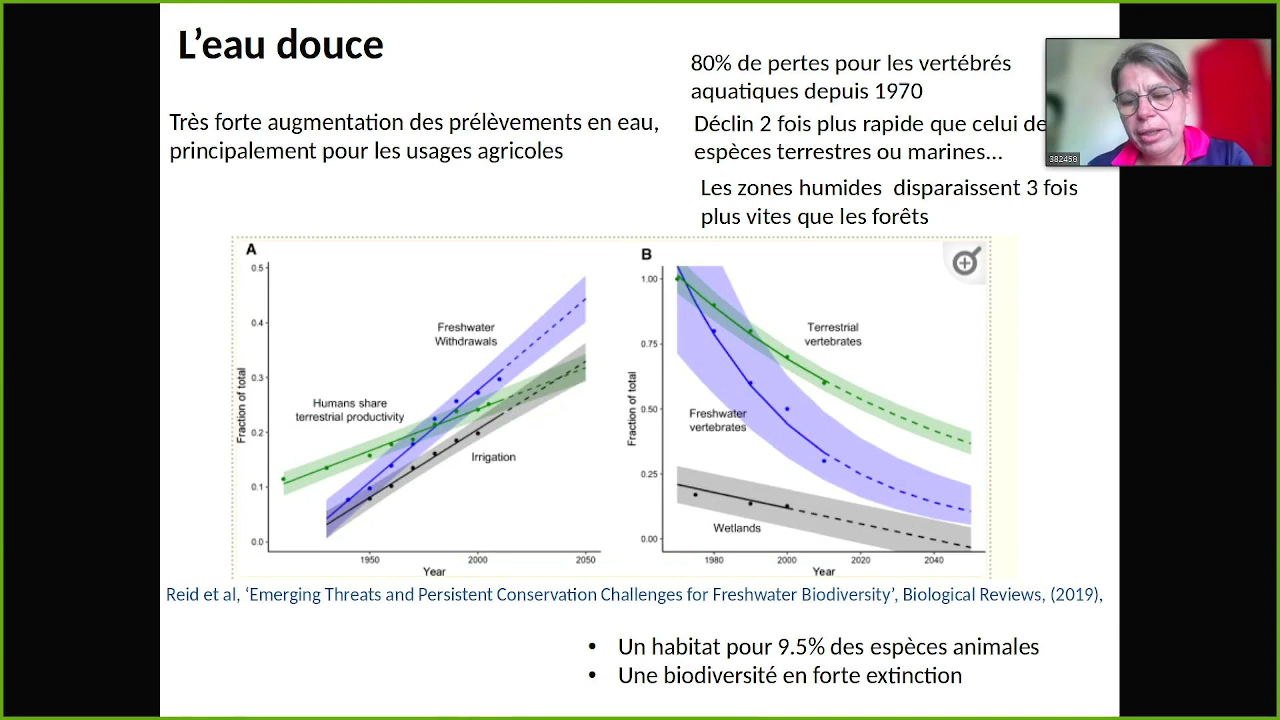 L'eau douce
Très forte augmentation des prélèvements en eau,
principalement pour les usages agricoles
80% de pertes pour les vertébrés
aquatiques depuis 1970
Déclin 2 fois plus rapide que celui de
espèces terrestres ou marines...
Les zones humides disparaissent 3 fois
plus vites que les forêts
382458
A
0.5
0.4
0.3
0.2
0.1
0.0
Fraction of total
Freshwater
Withdrawals
Humans share
terrestrial productivity
Irrigation
1950
2000
2050
Year
B
1.00
0.75
0.50
0.25
0.00
Fraction of total
Terrestrial
vertebrates
Freshwater
vertebrates
Wetlands
1980
2000
2020
2040
Year
Reid et al, 'Emerging Threats and Persistent Conservation Challenges for Freshwater Biodiversity', Biological Reviews, (2019),
• Un habitat pour 9.5% des espèces animales
• Une biodiversité en forte extinction